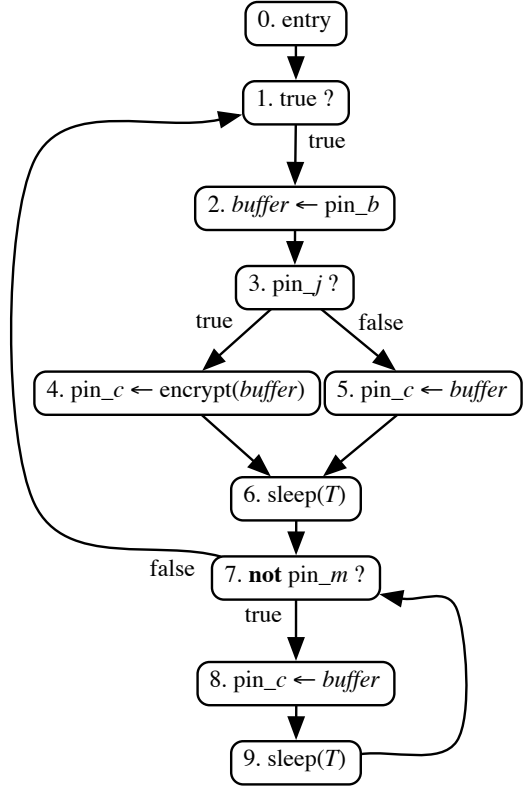 0. entry
1. true ?
true
2. buffer ← pin_b
3. pin_j ?
true
false
4. pin_c ← encrypt(buffer)
5. pin_c ← buffer
6. sleep(T)
false
7. not pin_m ?
true
8. pin_c ← buffer
9. sleep(T)